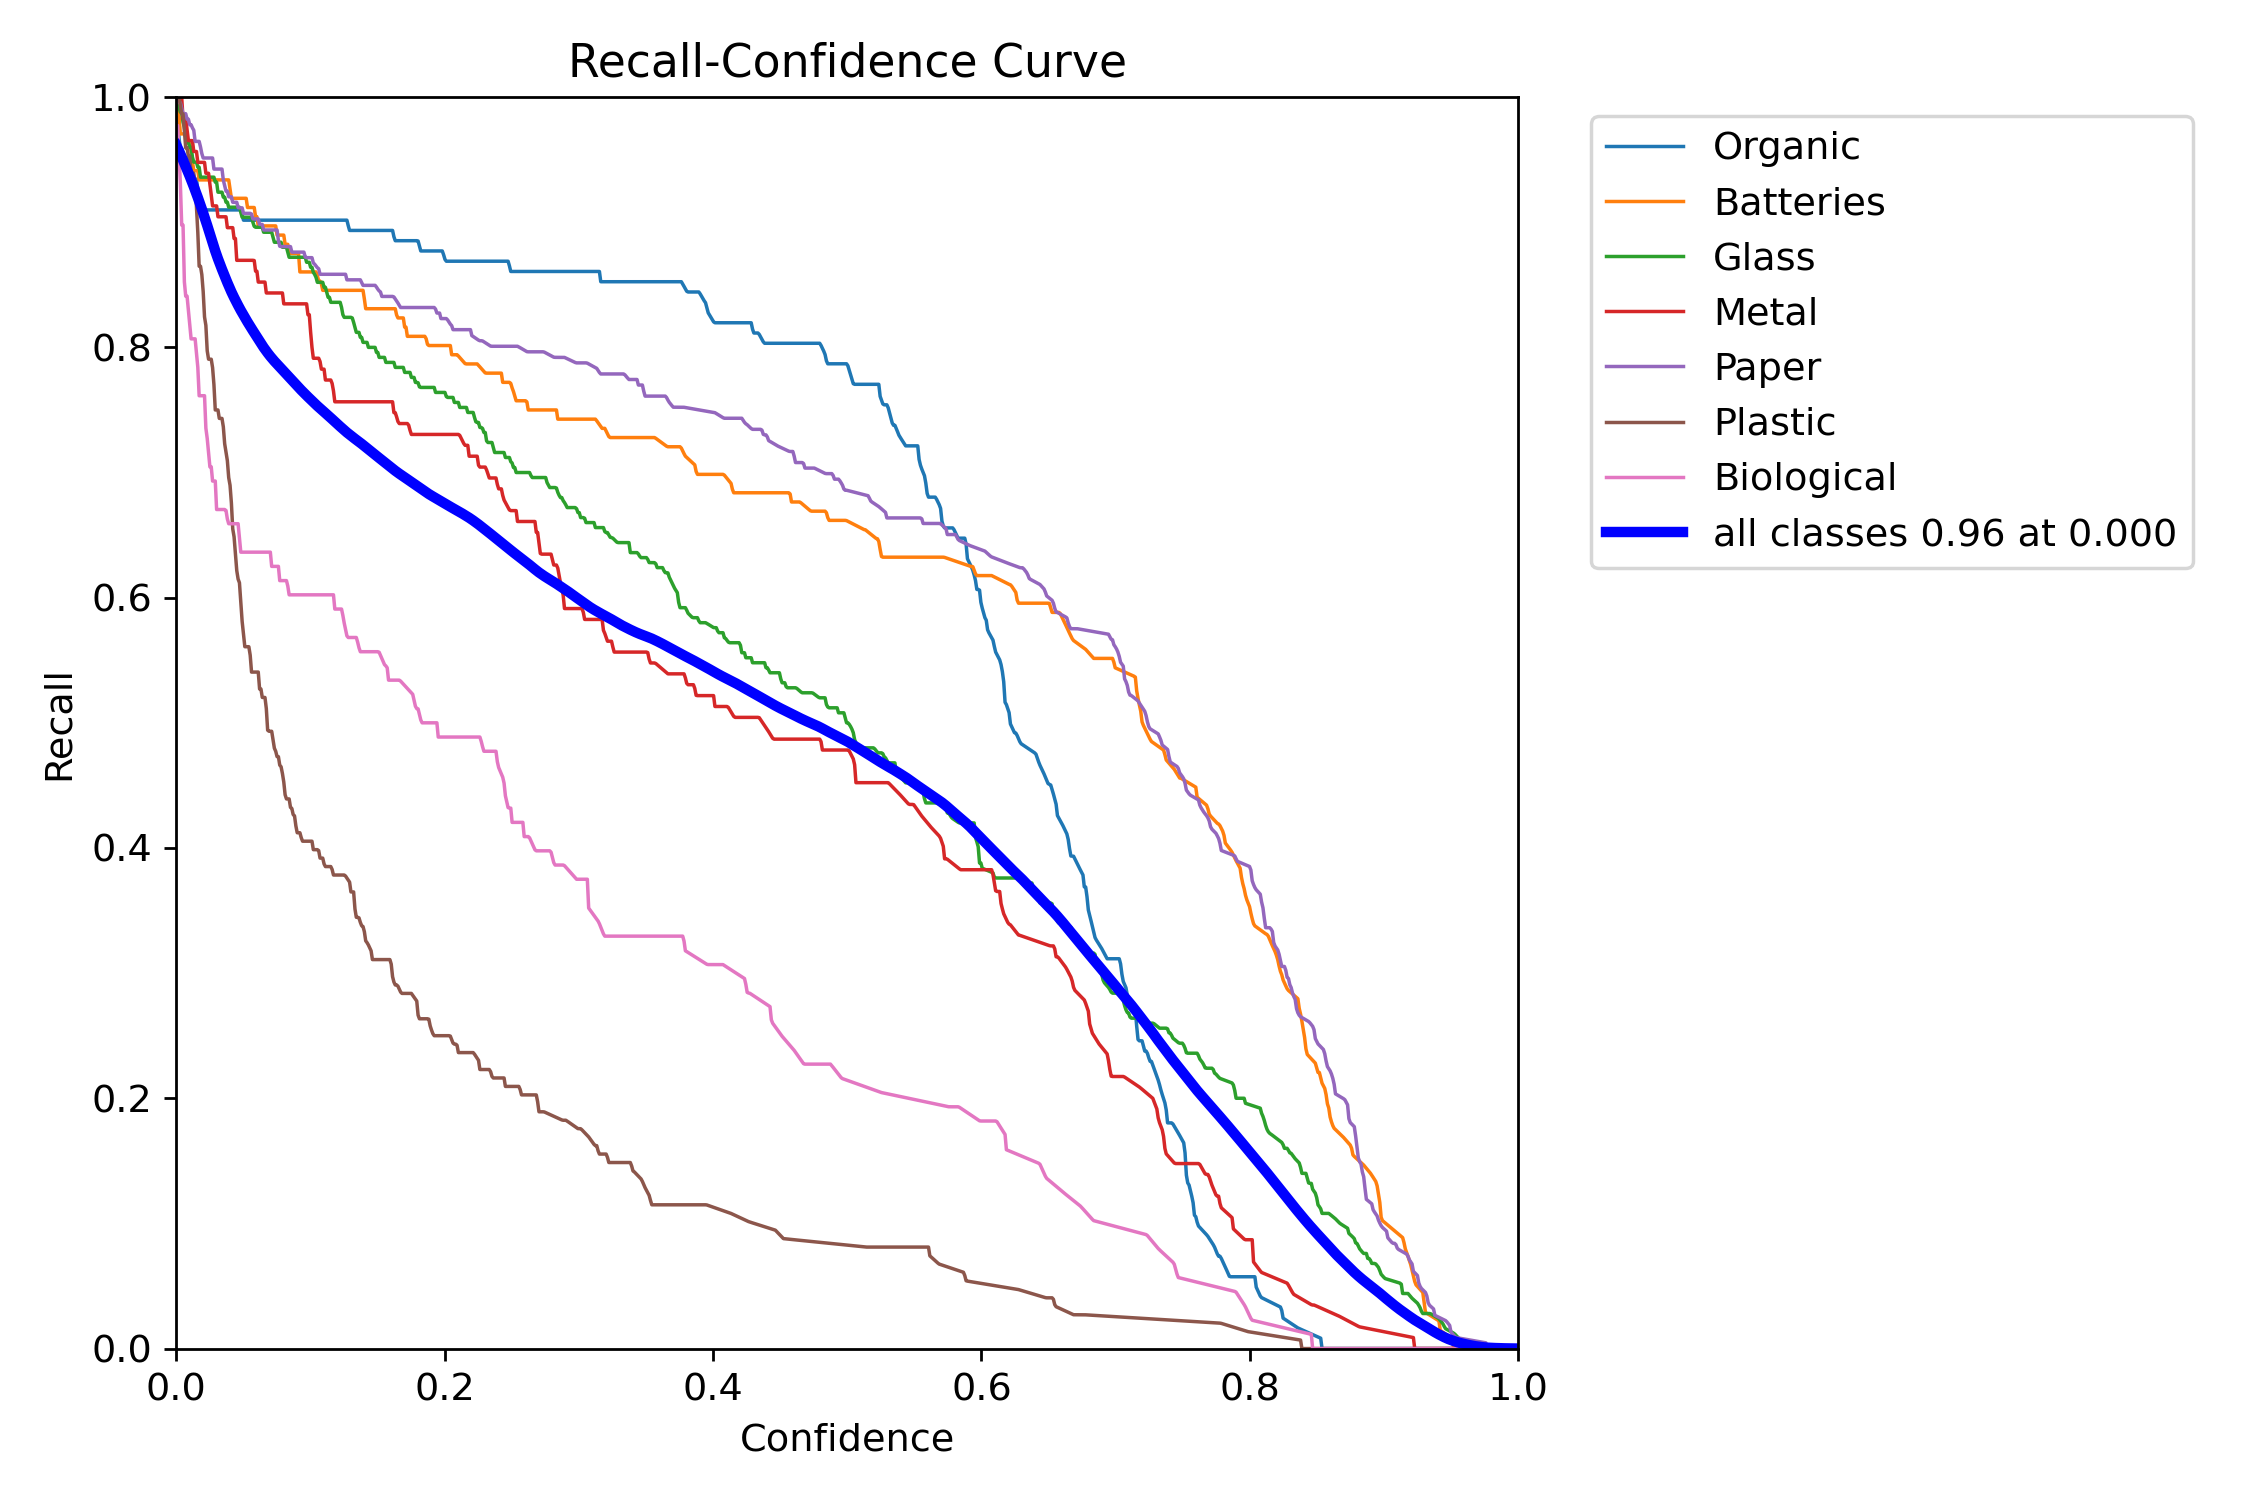 Recall-Confidence Curve
1.0
0.8
0.6
0.4
0.2
0.0
Recall
0.0 0.2 0.4 0.6 0.8 1.0
Confidence
Organic
Batteries
Glass
Metal
Paper
Plastic
Biological
all classes 0.96 at 0.000